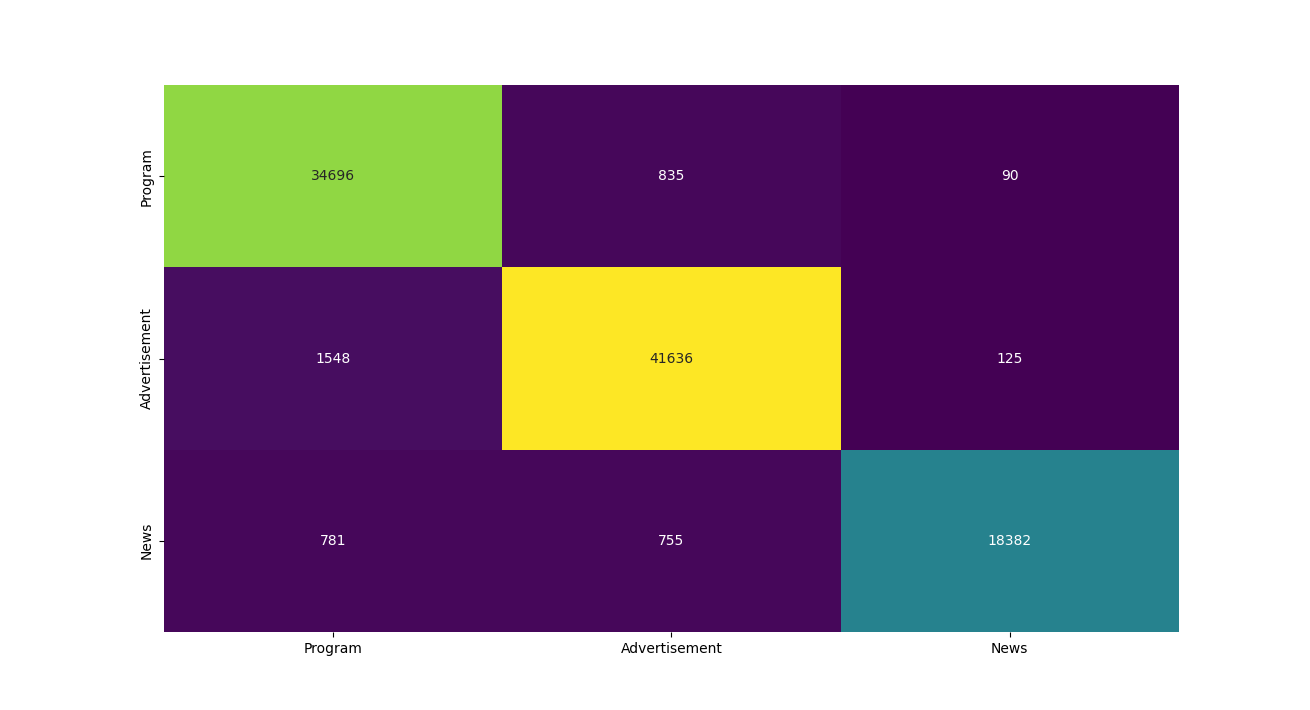 Program 34696 835 90
Advertisement 1548 41636 125
News 781 755 18382
Program Advertisement News